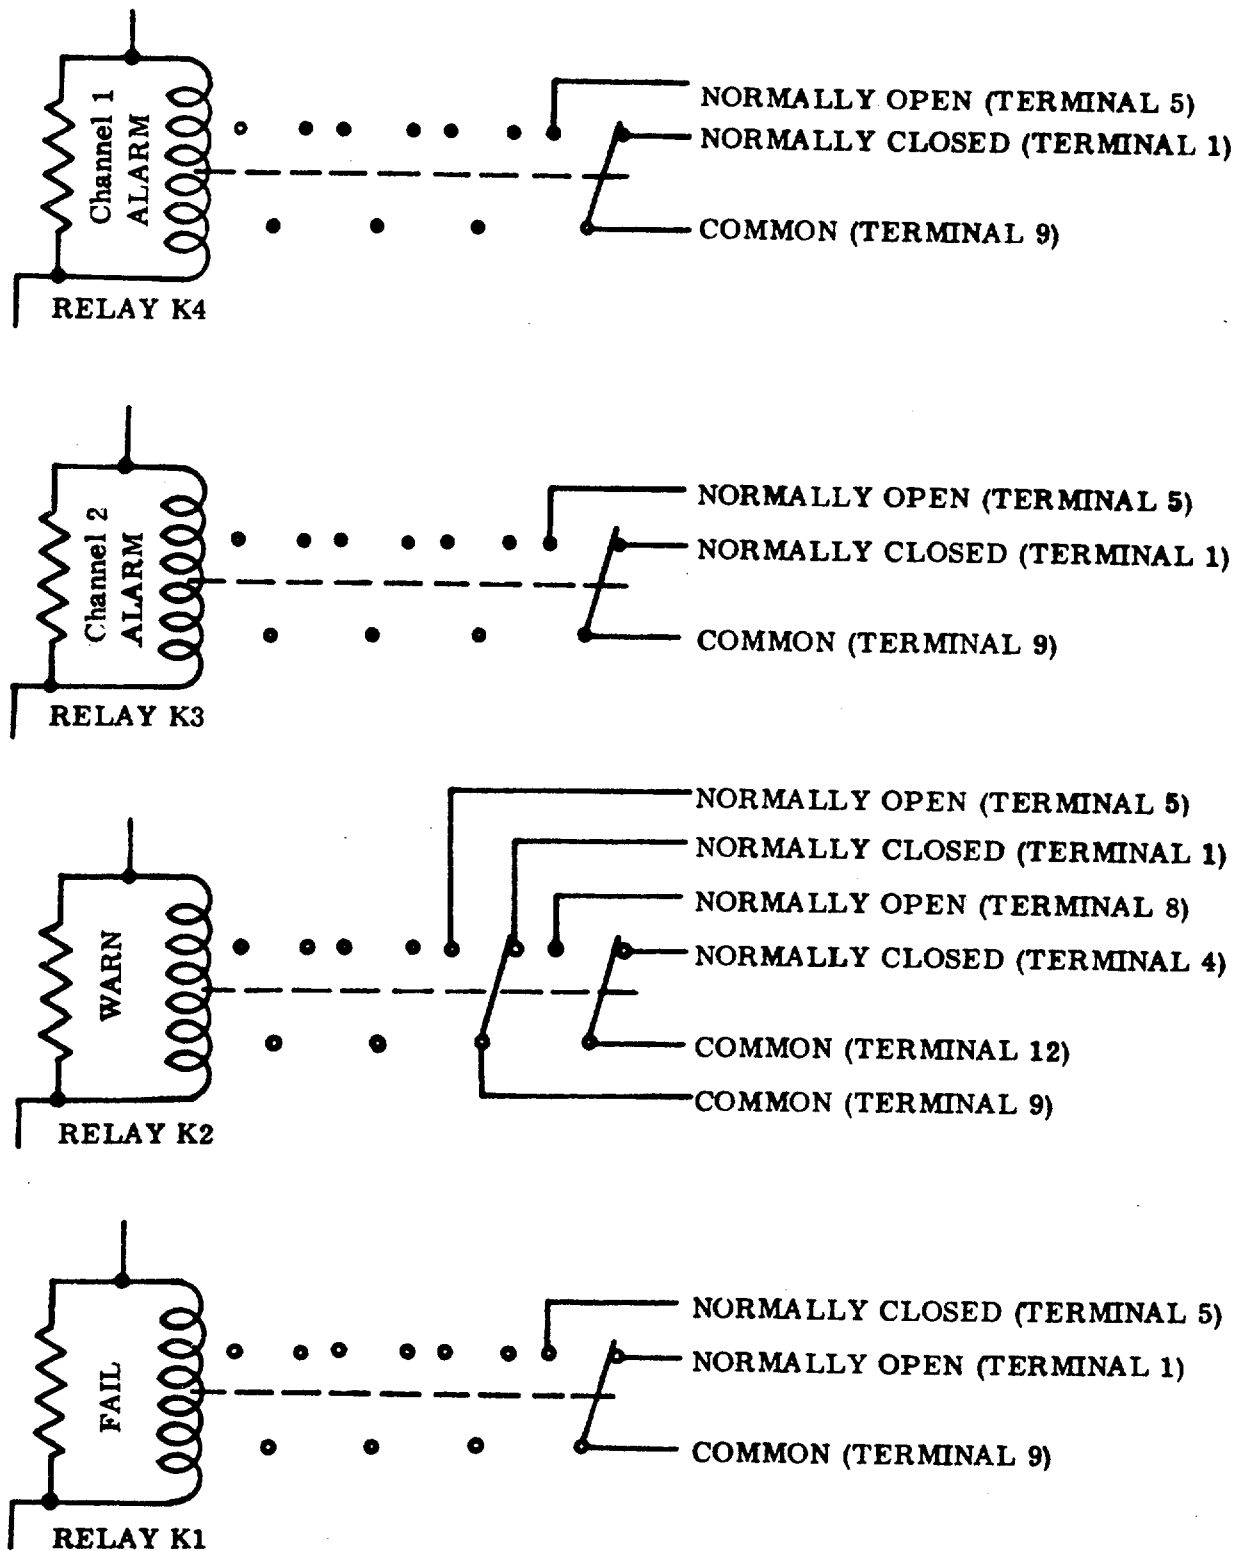 Channel 1
ALARM
NORMALLY OPEN (TERMINAL 5)
NORMALLY CLOSED (TERMINAL 1)
COMMON (TERMINAL 9)
RELAY K4
Channel 2
ALARM
NORMALLY OPEN (TERMINAL 5)
NORMALLY CLOSED (TERMINAL 1)
COMMON (TERMINAL 9)
RELAY K3
WARN
NORMALLY OPEN (TERMINAL 5)
NORMALLY CLOSED (TERMINAL 1)
NORMALLY OPEN (TERMINAL 8)
NORMALLY CLOSED (TERMINAL 4)
COMMON (TERMINAL 12)
COMMON (TERMINAL 9)
RELAY K2
FAIL
NORMALLY CLOSED (TERMINAL 5)
NORMALLY OPEN (TERMINAL 1)
COMMON (TERMINAL 9)
RELAY K1